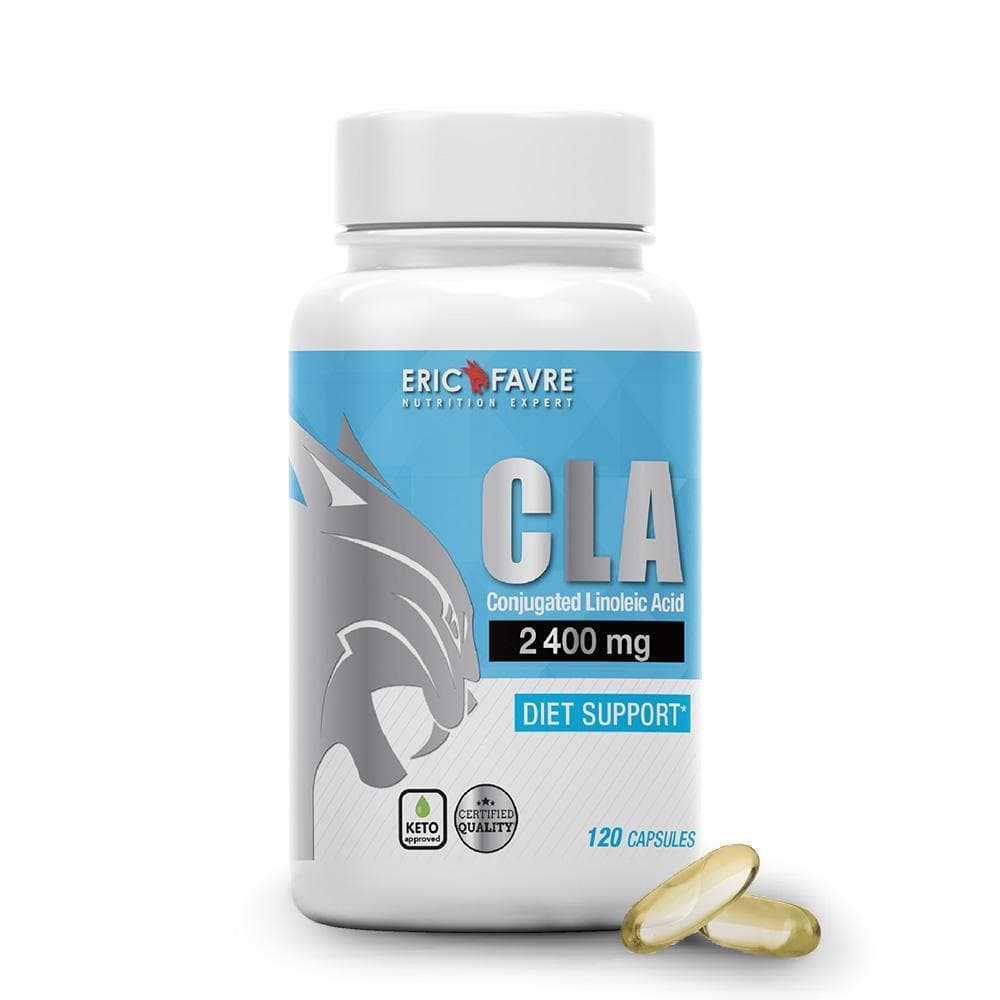 ERIC FAVRE
NUTRITION EXPERT
CLA
Conjugated Linoleic Acid
2 400 mg
DIET SUPPORT*
KETO
approved
CERTIFIED
QUALITY
120 CAPSULES